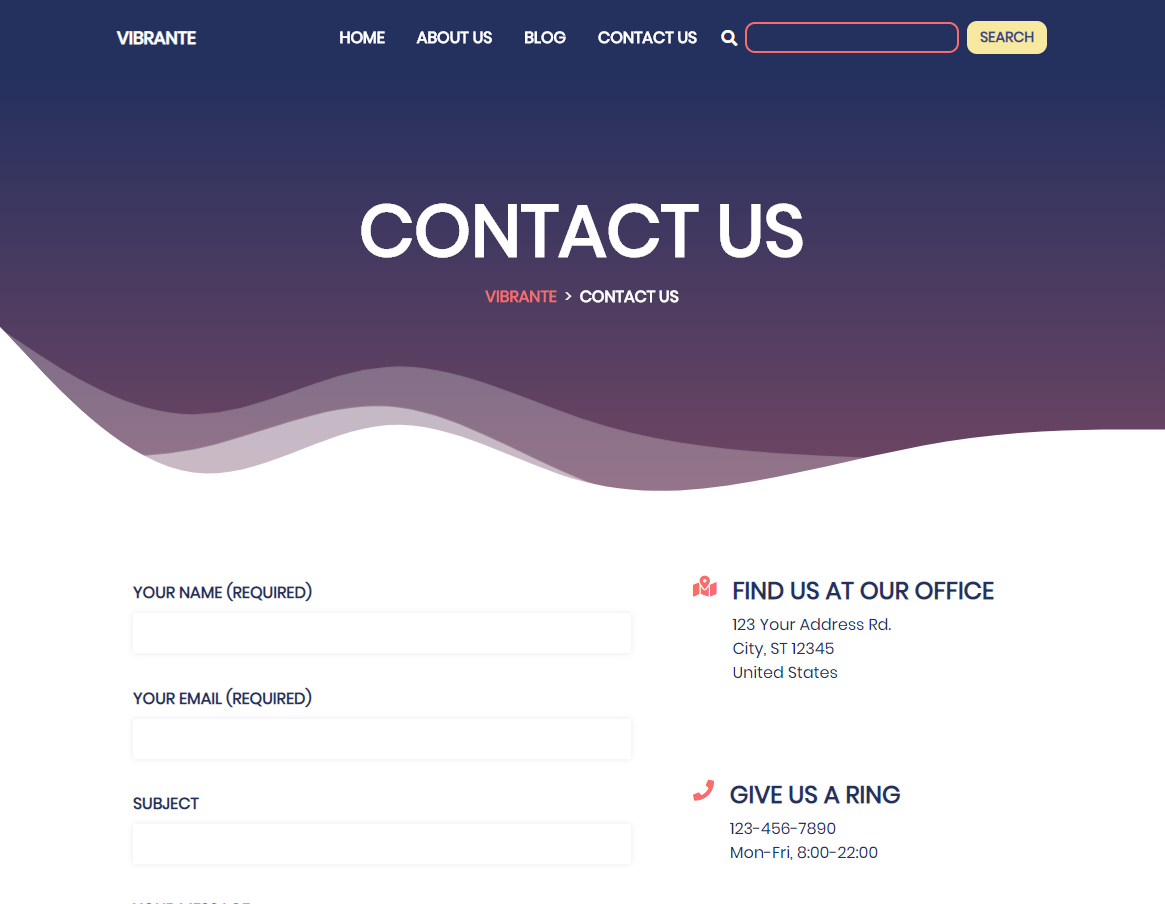 VIBRANTE
HOME ABOUT US BLOG CONTACT US SEARCH
CONTACT US
VIBRANTE > CONTACT US
YOUR NAME (REQUIRED)
YOUR EMAIL (REQUIRED)
SUBJECT
FIND US AT OUR OFFICE
123 Your Address Rd.
City, ST 12345
United States
GIVE US A RING
123-456-7890
Mon-Fri, 8:00-22:00